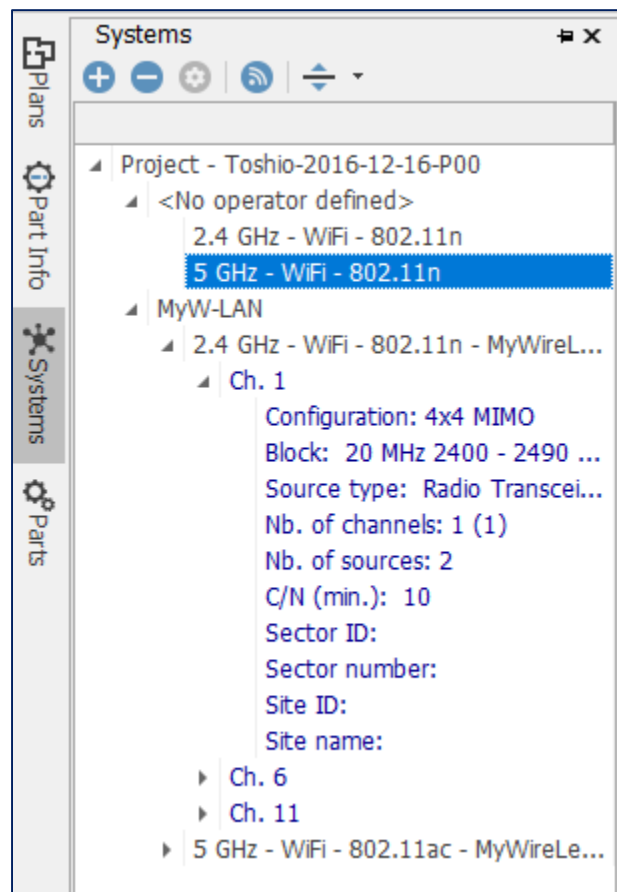 Systems
Plans
Part Info
Systems
Parts
Project - Toshio-2016-12-16-P00
<No operator defined>
2.4 GHz - WiFi - 802.11n
5 GHz - WiFi - 802.11n
MyW-LAN
2.4 GHz - WiFi - 802.11n - MyWireL...
Ch. 1
Configuration: 4x4 MIMO
Block:  20 MHz 2400 - 2490 ...
Source type:  Radio Transcei...
Nb. of channels: 1 (1)
Nb. of sources: 2
C/N (min.):  10
Sector ID:
Sector number:
Site ID:
Site name:
Ch. 6
Ch. 11
5 GHz - WiFi - 802.11ac - MyWireLe...